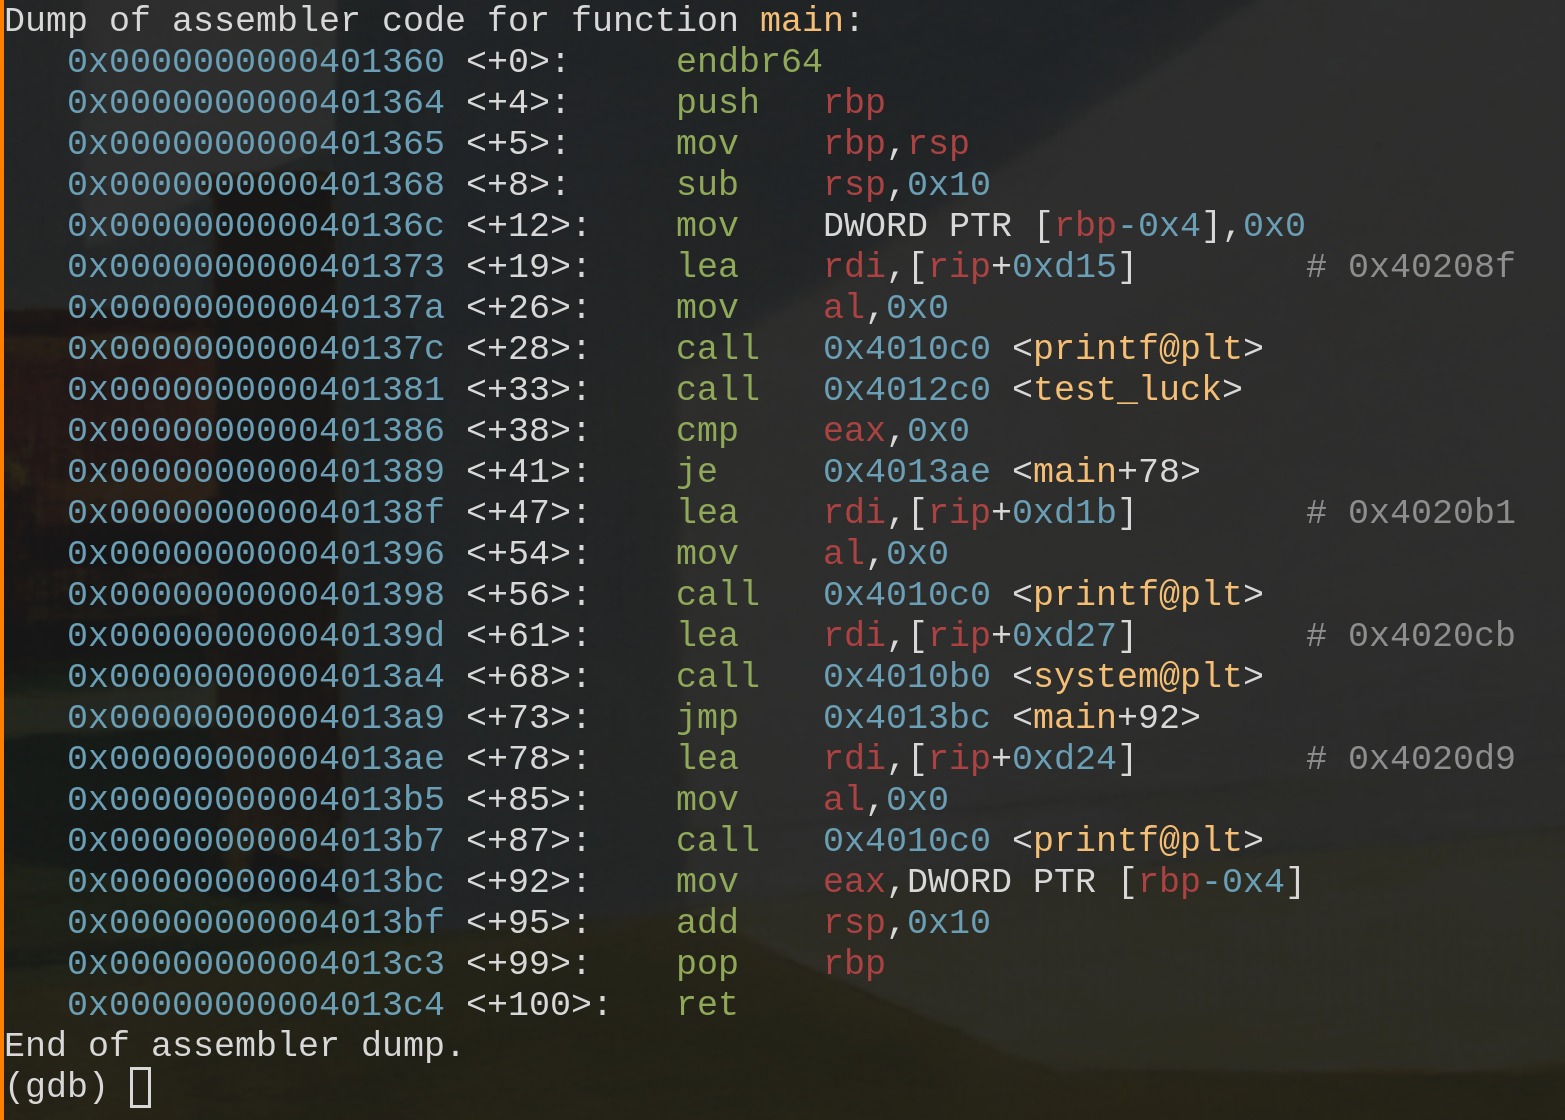 Dump of assembler code for function main:
   0x0000000000401360 <+0>:     endbr64
   0x0000000000401364 <+4>:     push   rbp
   0x0000000000401365 <+5>:     mov    rbp,rsp
   0x0000000000401368 <+8>:     sub    rsp,0x10
   0x000000000040136c <+12>:    mov    DWORD PTR [rbp-0x4],0x0
   0x0000000000401373 <+19>:    lea    rdi,[rip+0xd15]        # 0x40208f
   0x000000000040137a <+26>:    mov    al,0x0
   0x000000000040137c <+28>:    call   0x4010c0 <printf@plt>
   0x0000000000401381 <+33>:    call   0x4012c0 <test_luck>
   0x0000000000401386 <+38>:    cmp    eax,0x0
   0x0000000000401389 <+41>:    je     0x4013ae <main+78>
   0x000000000040138f <+47>:    lea    rdi,[rip+0xd1b]        # 0x4020b1
   0x0000000000401396 <+54>:    mov    al,0x0
   0x0000000000401398 <+56>:    call   0x4010c0 <printf@plt>
   0x000000000040139d <+61>:    lea    rdi,[rip+0xd27]        # 0x4020cb
   0x00000000004013a4 <+68>:    call   0x4010b0 <system@plt>
   0x00000000004013a9 <+73>:    jmp    0x4013bc <main+92>
   0x00000000004013ae <+78>:    lea    rdi,[rip+0xd24]        # 0x4020d9
   0x00000000004013b5 <+85>:    mov    al,0x0
   0x00000000004013b7 <+87>:    call   0x4010c0 <printf@plt>
   0x00000000004013bc <+92>:    mov    eax,DWORD PTR [rbp-0x4]
   0x00000000004013bf <+95>:    add    rsp,0x10
   0x00000000004013c3 <+99>:    pop    rbp
   0x00000000004013c4 <+100>:   ret
End of assembler dump.
(gdb)